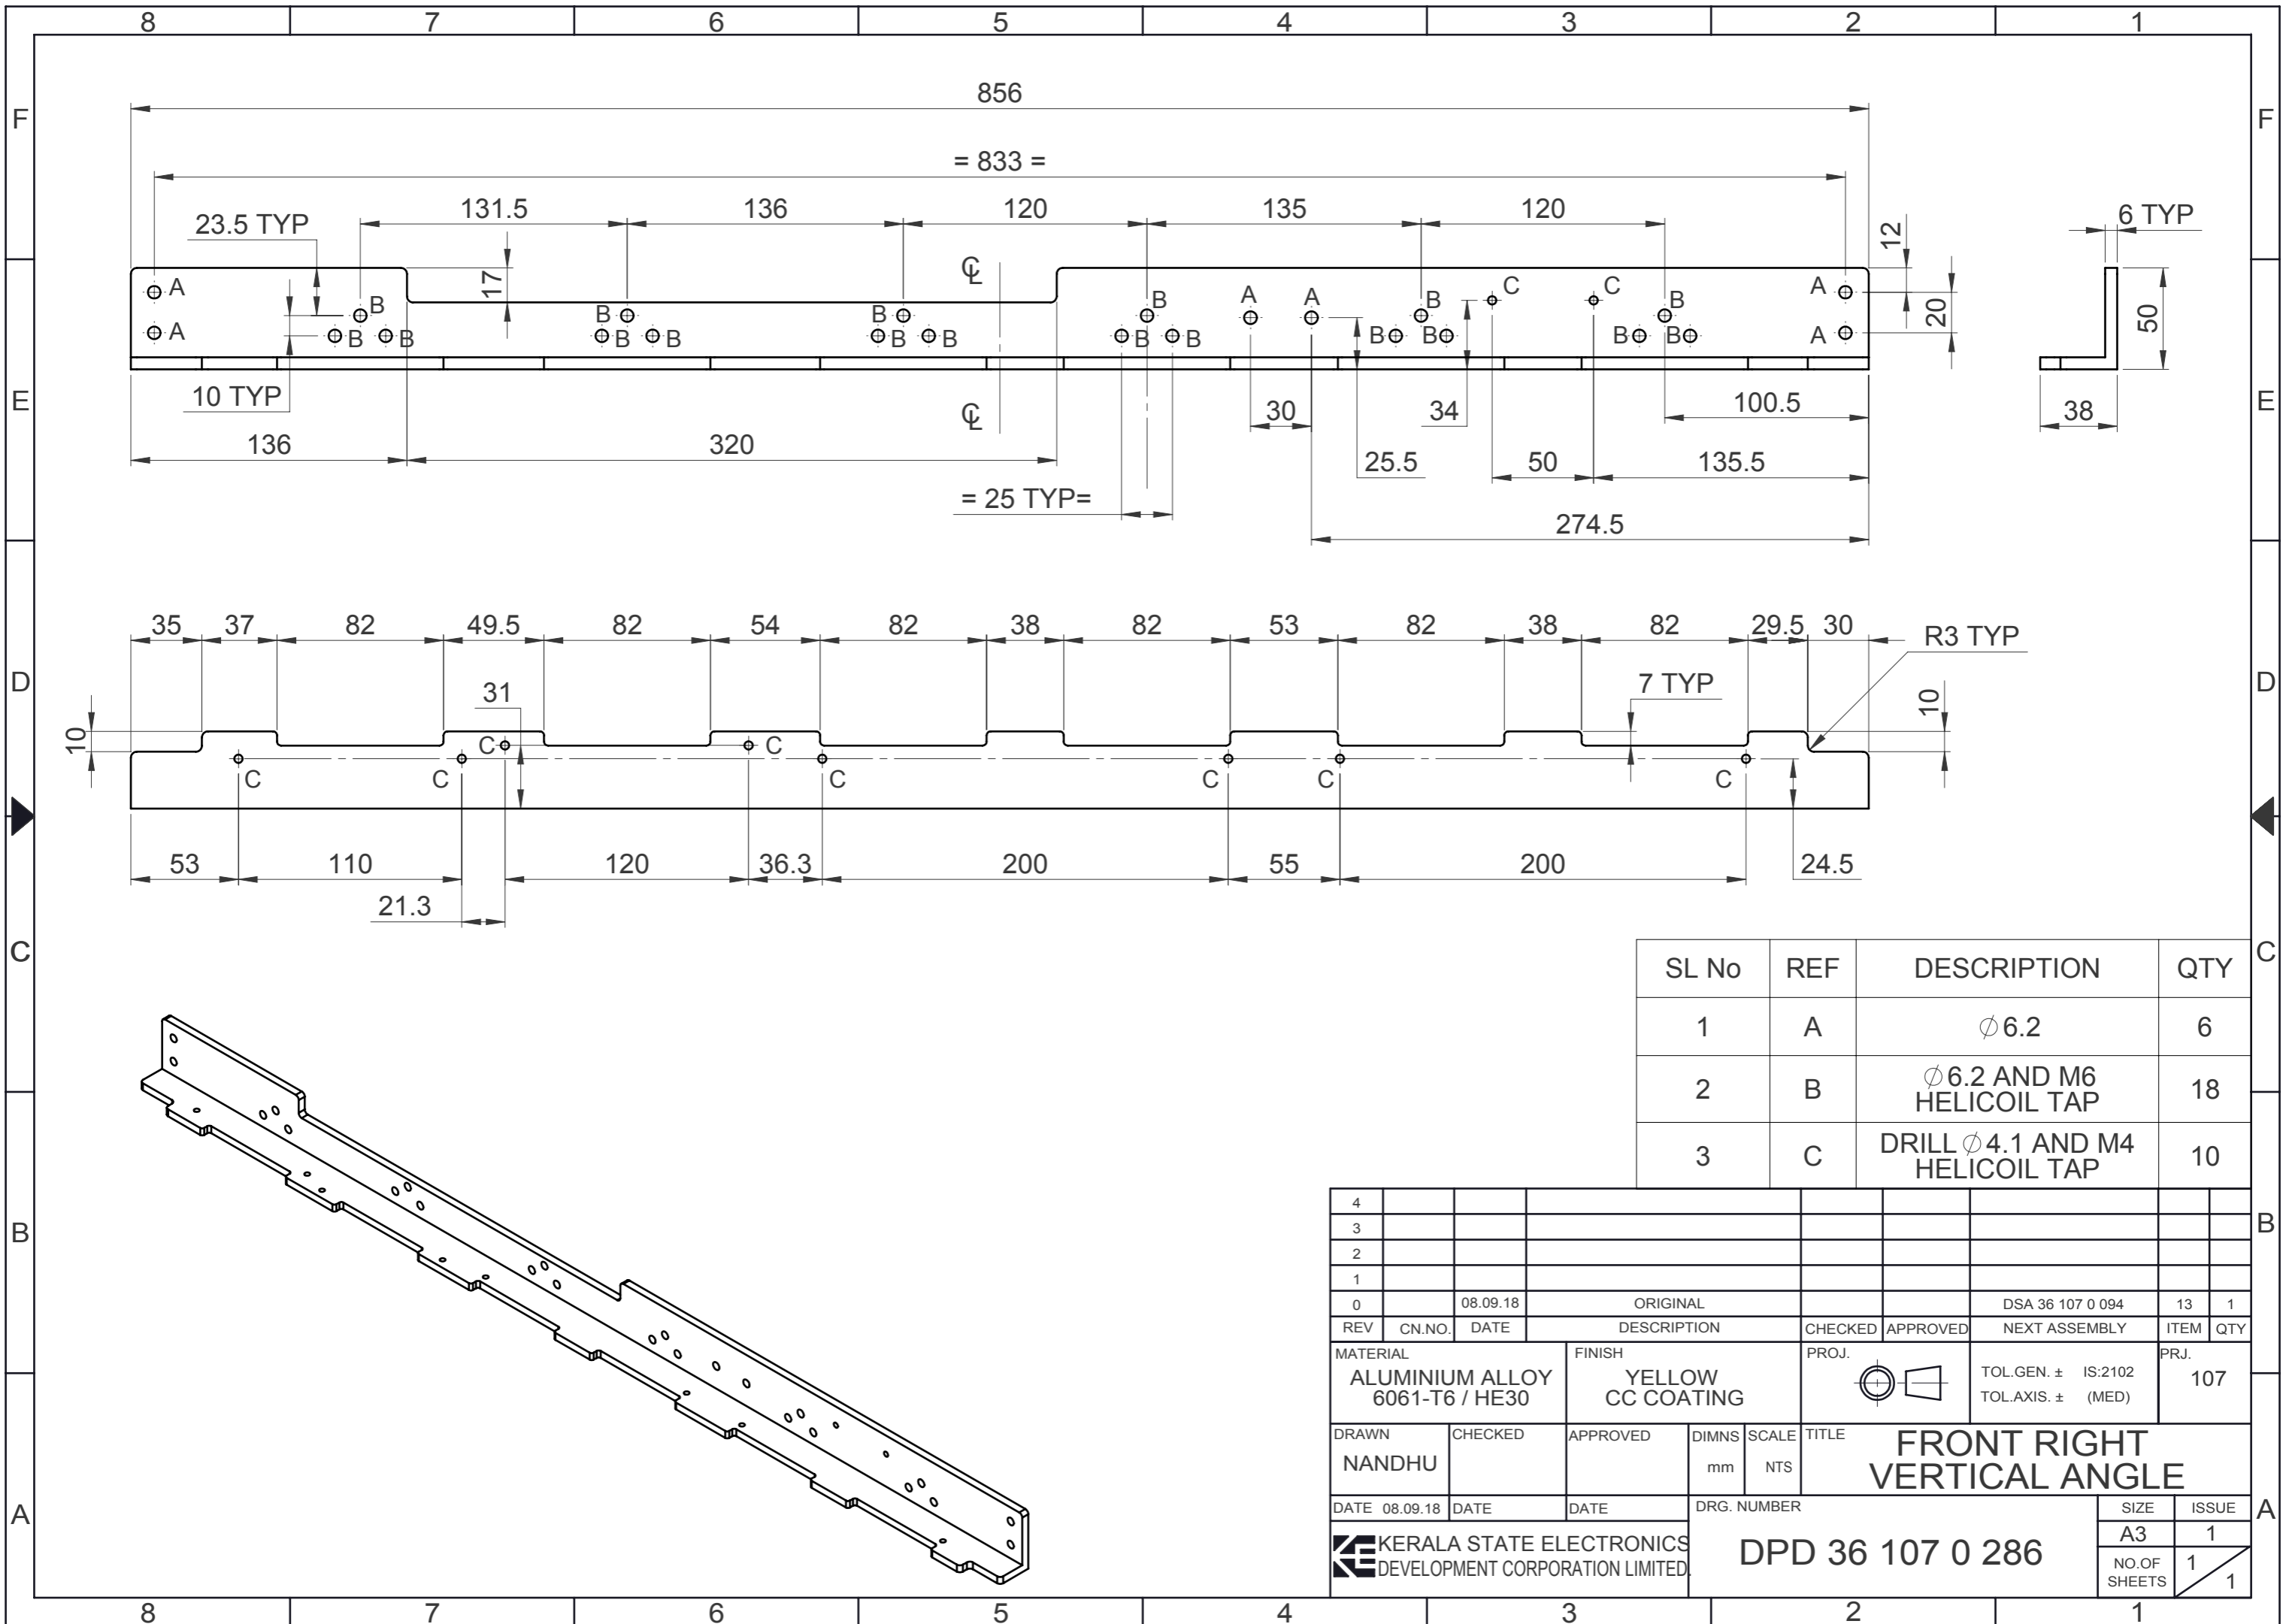 8 7 6 5 4 3 2 1
F F
856
= 833 =
131.5 136 120 135 120
23.5 TYP
6 TYP
12
17
℄
A B B B B A A B C C B A
20
50
A B B B B B B B B B B B B A
10 TYP
℄
E E
30 34 100.5 38
136 320 25.5 50 135.5
= 25 TYP=
274.5
35 37 82 49.5 82 54 82 38 82 53 82 38 82 29.5 30
R3 TYP
D D
31 7 TYP
10 10
C C
C C C C C C
53 110 120 36.3 200 55 200 24.5
21.3
C C
SL No REF DESCRIPTION QTY
1 A ∅6.2 6
2 B ∅6.2 AND M6
HELICOIL TAP 18
3 C DRILL ∅4.1 AND M4
HELICOIL TAP 10
B B
4
3
2
1
0 08.09.18 ORIGINAL DSA 36 107 0 094 13 1
REV CN.NO. DATE DESCRIPTION CHECKED APPROVED NEXT ASSEMBLY ITEM QTY
MATERIAL
ALUMINIUM ALLOY
6061-T6 / HE30
FINISH
YELLOW
CC COATING
PROJ.
TOL.GEN. ± IS:2102
TOL.AXIS. ± (MED)
PRJ.
107
DRAWN
NANDHU
CHECKED
APPROVED
DIMNS
mm
SCALE
NTS
TITLE
FRONT RIGHT
VERTICAL ANGLE
A A
DATE 08.09.18 DATE DATE
KE KERALA STATE ELECTRONICS
DEVELOPMENT CORPORATION LIMITED.
DRG. NUMBER
DPD 36 107 0 286
SIZE ISSUE
A3 1
NO.OF
SHEETS
1
1
8 7 6 5 4 3 2 1